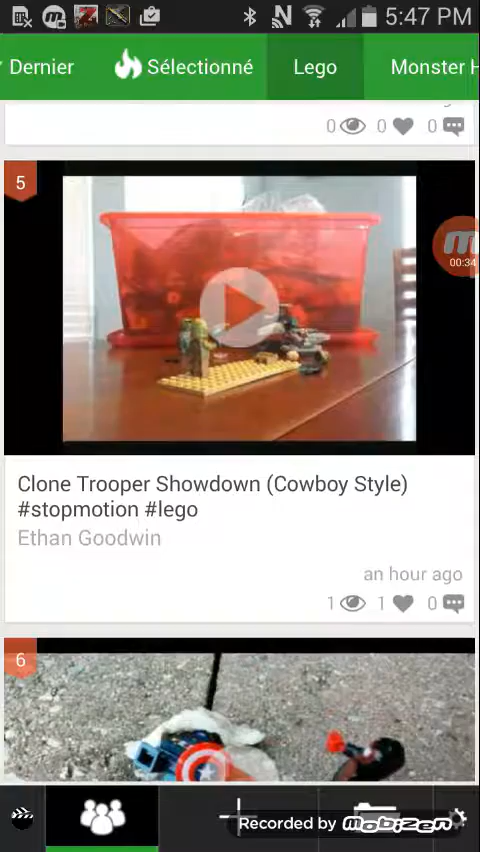 5:47 PM
Dernier
Sélectionné
Lego
Monster H
0 0 0
5
00:34
Clone Trooper Showdown (Cowboy Style)
#stopmotion #lego
Ethan Goodwin
an hour ago
1 1 0
6
Recorded by MOBIZEN